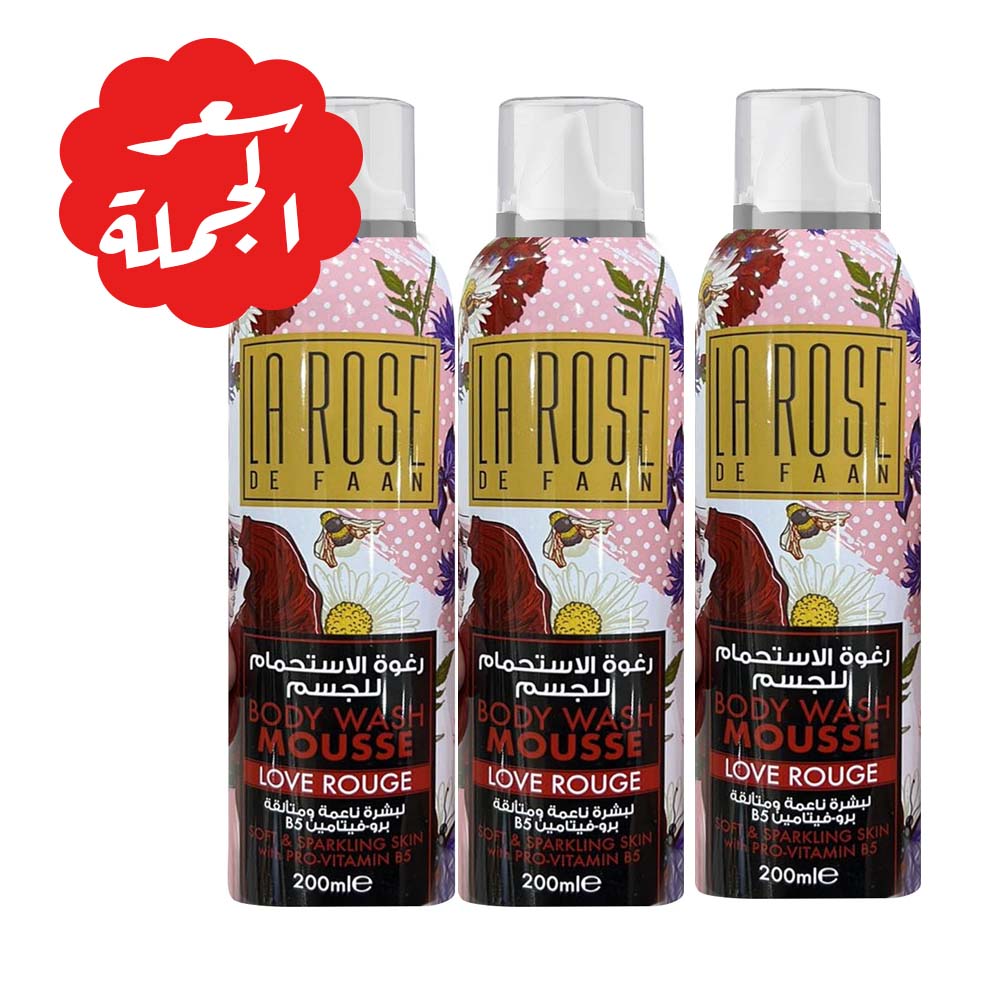 سعر
الجملة
LA ROSE
DE FAAN
رغوة الاستحمام
للجسم
BODY WASH
MOUSSE
LOVE ROUGE
لبشرة ناعمة ومتألقة
برو-فيتامين B5
SOFT & SPARKLING SKIN
with PRO-VITAMIN B5
200ml℮
LA ROSE
DE FAAN
رغوة الاستحمام
للجسم
BODY WASH
MOUSSE
LOVE ROUGE
لبشرة ناعمة ومتألقة
برو-فيتامين B5
SOFT & SPARKLING SKIN
with PRO-VITAMIN B5
200ml℮
LA ROSE
DE FAAN
رغوة الاستحمام
للجسم
BODY WASH
MOUSSE
LOVE ROUGE
لبشرة ناعمة ومتألقة
برو-فيتامين B5
SOFT & SPARKLING SKIN
with PRO-VITAMIN B5
200ml℮